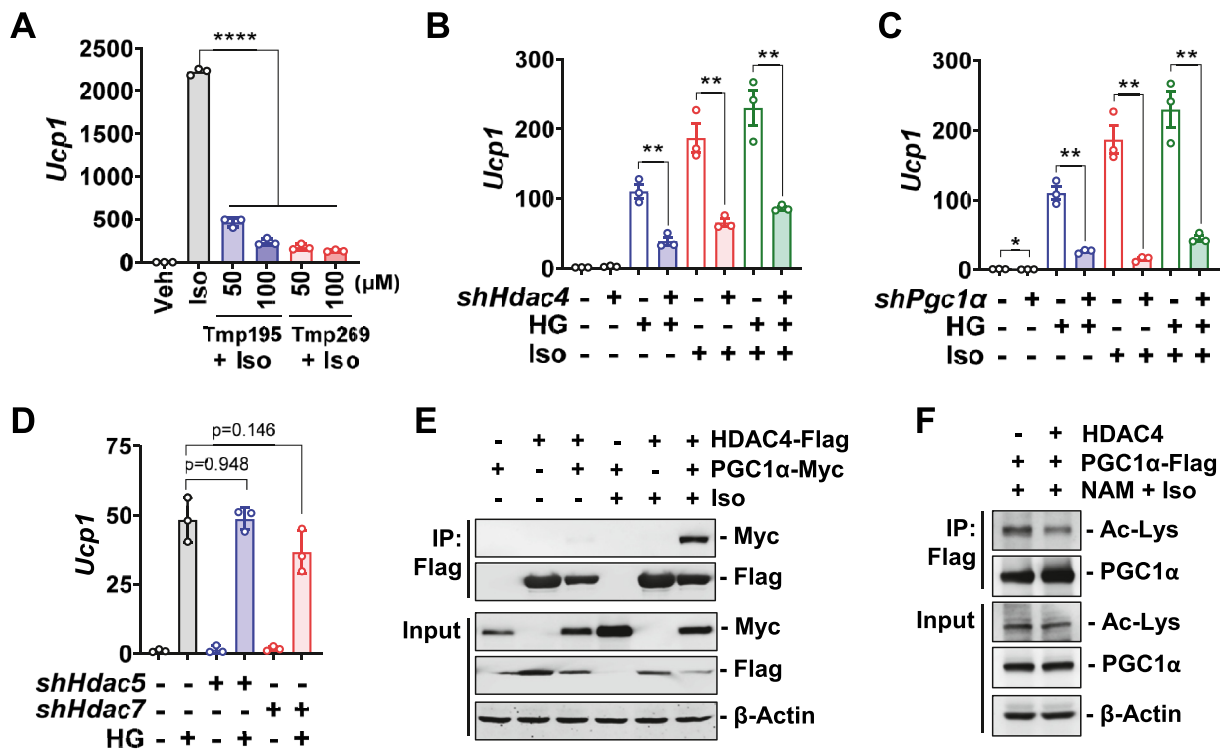 A
Ucp1
2500
2000
1500
1000
500
0
****
Veh
Iso
50
100
50
100
(µM)
Tmp195 Tmp269
+ Iso + Iso
B
Ucp1
300
200
100
0
** ** **
shHdac4 - + - + - + - +
HG - - + + - - + +
Iso - - - - + + + +
C
Ucp1
300
200
100
0
* ** ** **
shPgc1α - + - + - + - +
HG - - + + - - + +
Iso - - - - + + + +
D
Ucp1
75
50
25
0
p=0.146
p=0.948
shHdac5 - - + + - -
shHdac7 - - - - + +
HG - + - + - +
E
- + + - + + HDAC4-Flag
+ - + + - + PGC1α-Myc
- - - + + + Iso
IP:
Flag
- Myc
- Flag
Input
- Myc
- Flag
- β-Actin
F
- + HDAC4
+ + PGC1α-Flag
+ + NAM + Iso
IP:
Flag
- Ac-Lys
- PGC1α
Input
- Ac-Lys
- PGC1α
- β-Actin